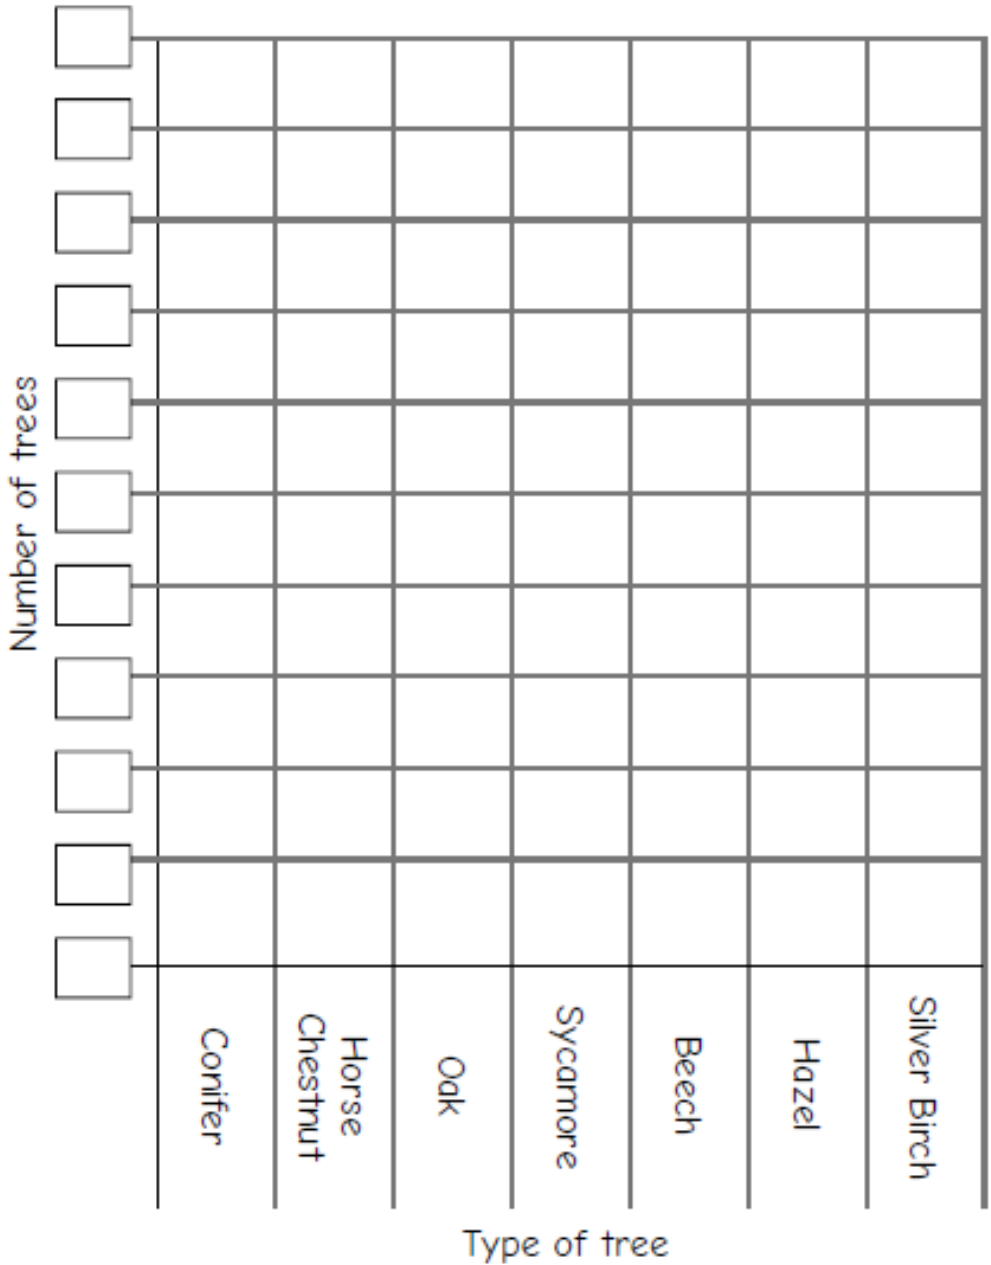 Number of trees
Conifer
Horse
Chestnut
Oak
Sycamore
Beech
Hazel
Silver Birch
Type of tree